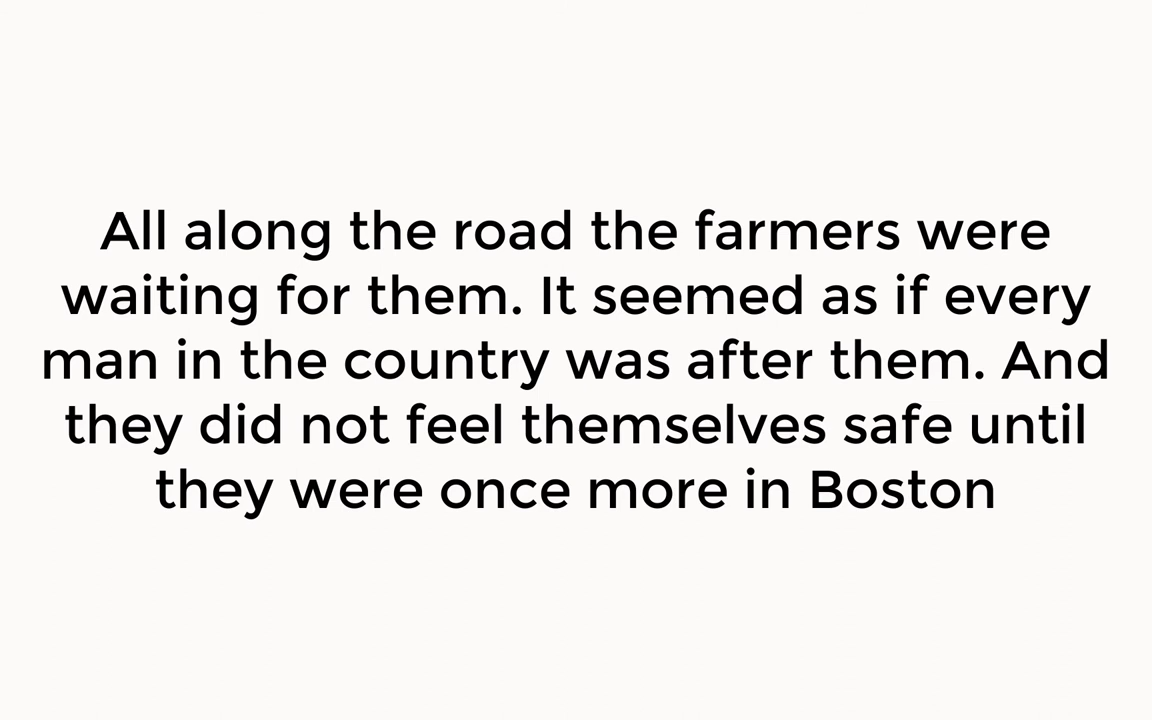 All along the road the farmers were
waiting for them. It seemed as if every
man in the country was after them. And
they did not feel themselves safe until
they were once more in Boston